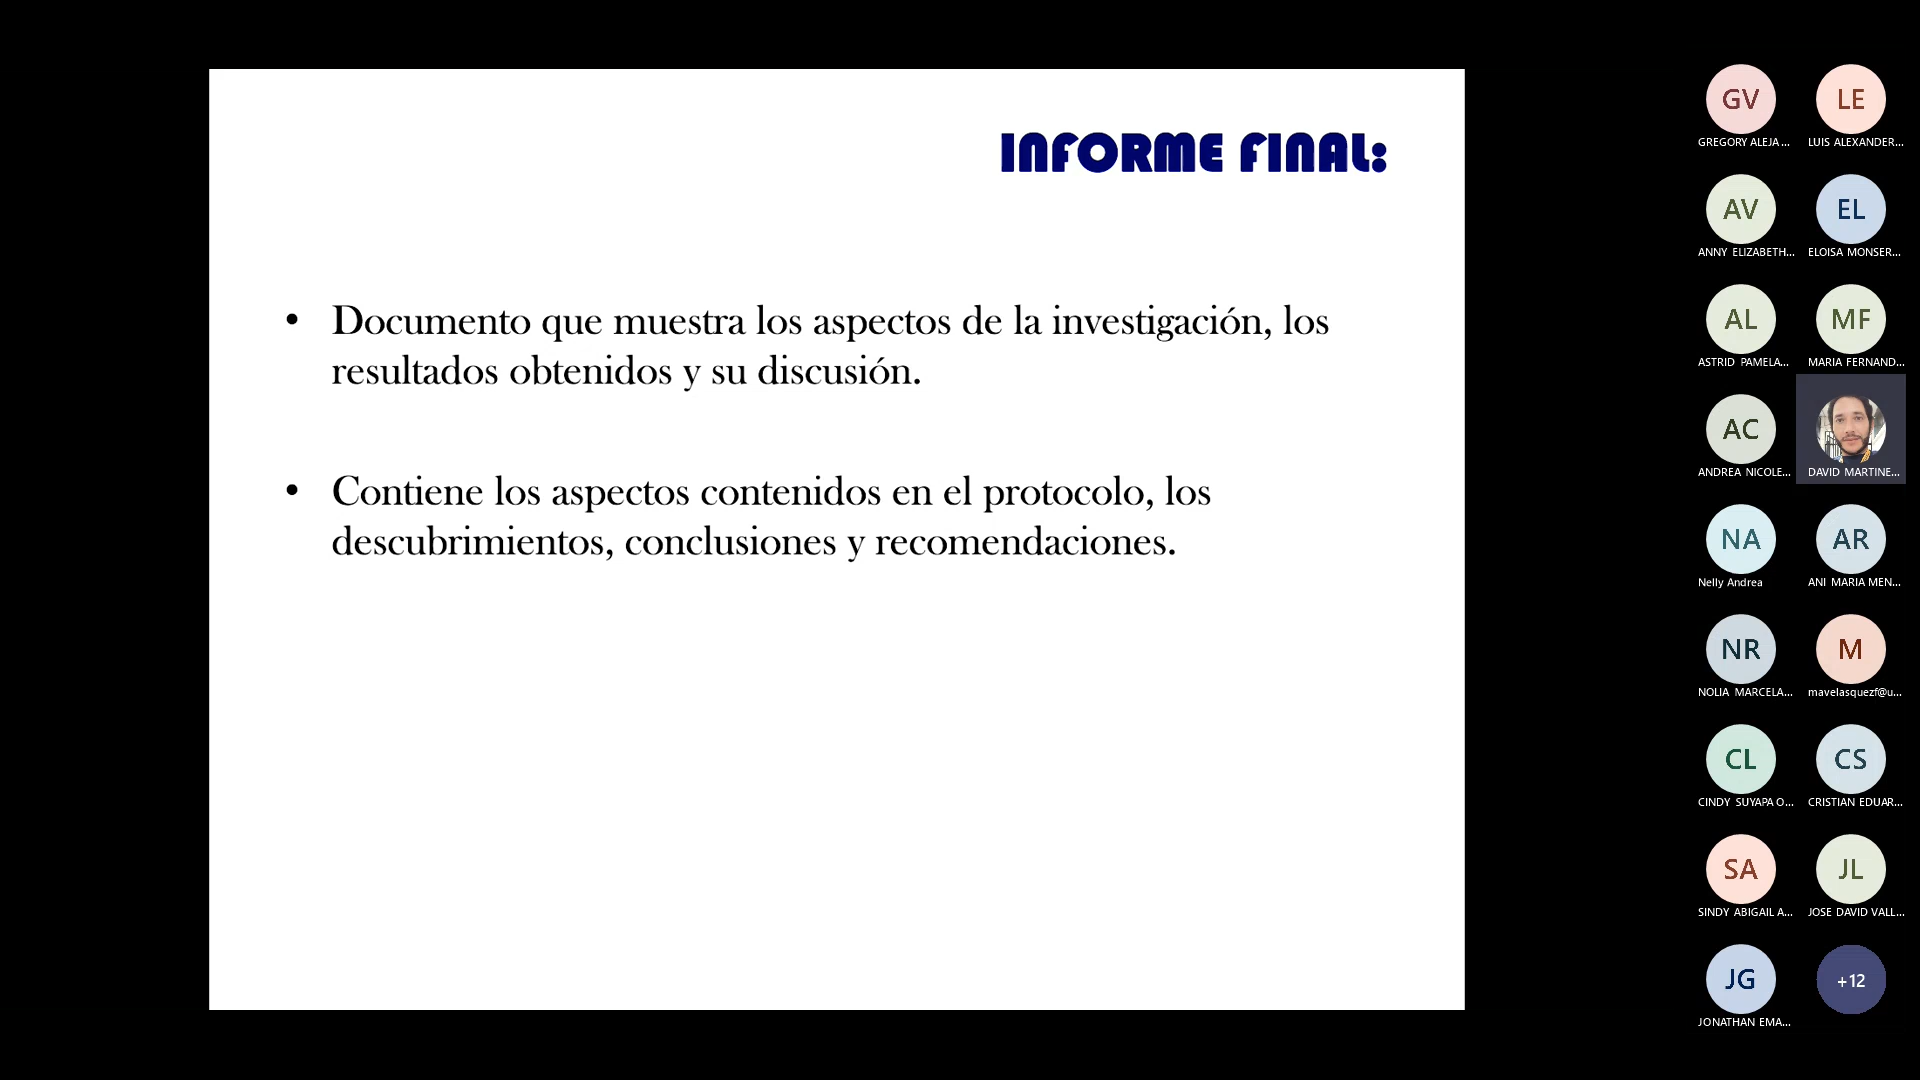 INFORME FINAL:
• Documento que muestra los aspectos de la investigación, los
resultados obtenidos y su discusión.
• Contiene los aspectos contenidos en el protocolo, los
descubrimientos, conclusiones y recomendaciones.
GV
GREGORY ALEJA...
LE
LUIS ALEXANDER...
AV
ANNY ELIZABETH...
EL
ELOISA MONSER...
AL
ASTRID PAMELA...
MF
MARIA FERNAND...
AC
ANDREA NICOLE...
DAVID MARTINE...
NA
Nelly Andrea
AR
ANI MARIA MEN...
NR
NOLIA MARCELA...
M
mavelasquezf@u...
CL
CINDY SUYAPA O...
CS
CRISTIAN EDUAR...
SA
SINDY ABIGAIL A...
JL
JOSE DAVID VALL...
JG
JONATHAN EMA...
+12